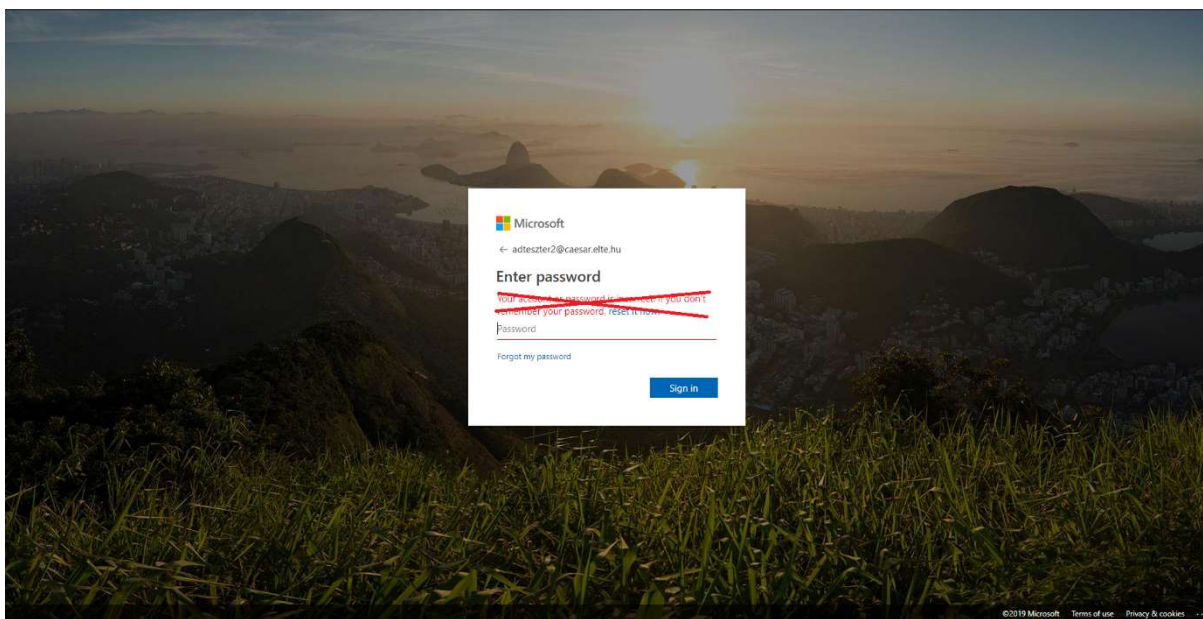 Microsoft
← adteszter2@caesar.elte.hu
Enter password
Your account or password is incorrect. If you don't
remember your password, reset it now.
Password
Forgot my password
Sign in
©2019 Microsoft Terms of use Privacy & cookies ...